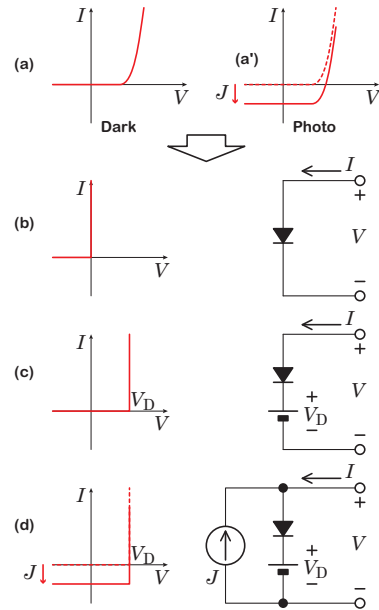 I
I
(a)
(a')
J
V
V
Dark
Photo
I
I
+
(b)
V
V
−
I
I
+
(c)
V_D
+
V_D
−
V
V
−
I
I
+
(d)
V_D
+
V_D
−
V
J
V
J
−